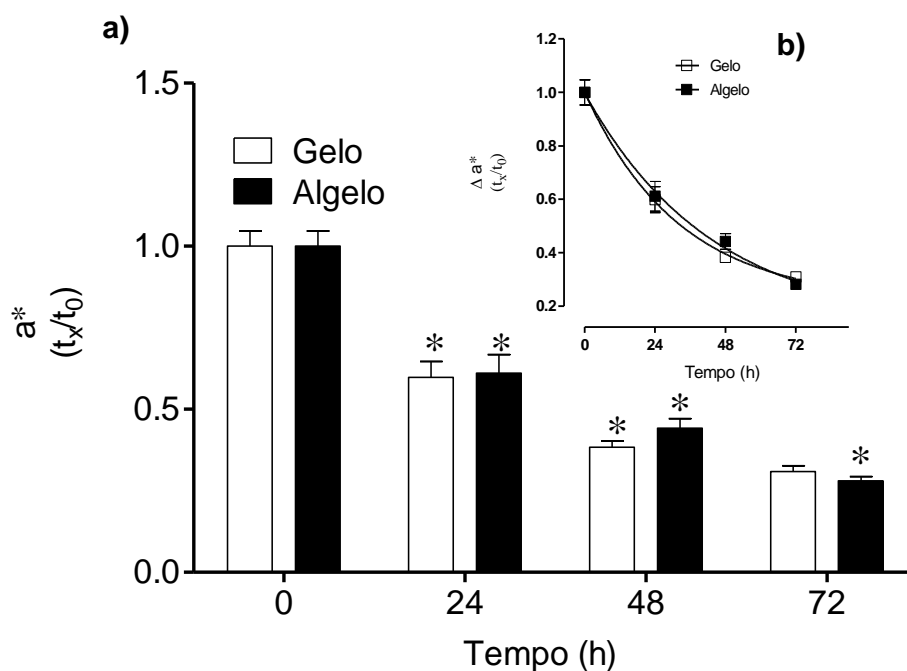 a)
1.5
1.0
0.5
0.0
a*
(tx/t0)
Gelo
Algelo
* *
* *
*
0 24 48 72
Tempo (h)
b)
1.2
1.0
0.8
0.6
0.4
0.2
Δ a*
(tx/t0)
Gelo
Algelo
0 24 48 72
Tempo (h)